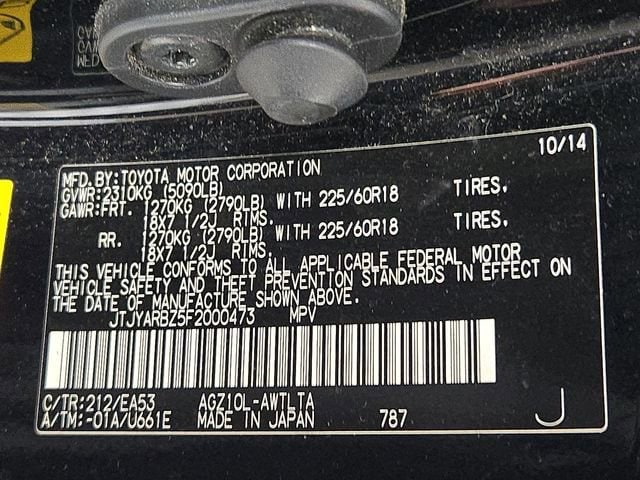 10/14
MFD.BY:TOYOTA MOTOR CORPORATION
GVWR:2310KG (5090LB)
GAWR:FRT. 1270KG (2790LB) WITH 225/60R18 TIRES,
18X7 1/2J RIMS.
RR. 1270KG (2790LB) WITH 225/60R18 TIRES,
18X7 1/2J RIMS.
THIS VEHICLE CONFORMS TO ALL APPLICABLE FEDERAL MOTOR
VEHICLE SAFETY AND THEFT PREVENTION STANDARDS IN EFFECT ON
THE DATE OF MANUFACTURE SHOWN ABOVE.
JTJYARBZ5F2000473 MPV
C/TR:212/EA53 AGZ10L-AWTLTA
A/TM:-01A/U661E MADE IN JAPAN 787 J